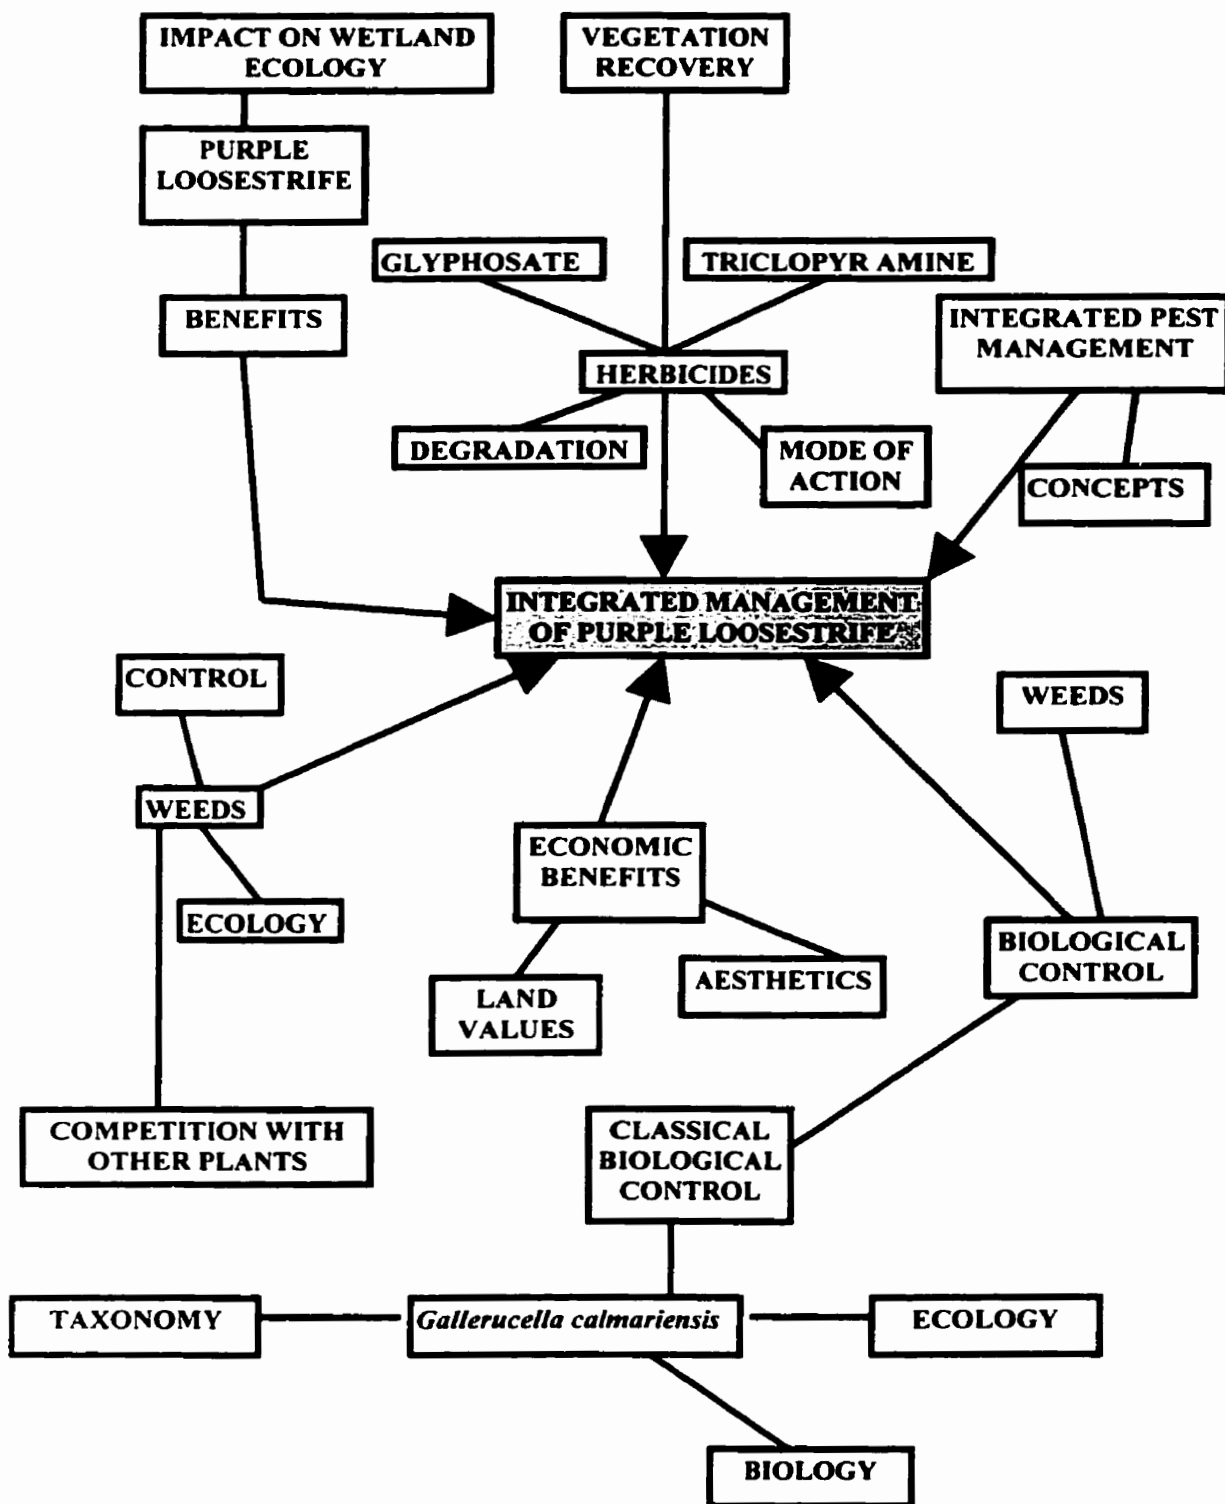 IMPACT ON WETLAND
ECOLOGY
VEGETATION
RECOVERY
PURPLE
LOOSESTRIFE
GLYPHOSATE
TRICLOPYR AMINE
BENEFITS
INTEGRATED PEST
MANAGEMENT
HERBICIDES
DEGRADATION
MODE OF
ACTION
CONCEPTS
INTEGRATED MANAGEMENT
OF PURPLE LOOSESTRIFE
CONTROL
WEEDS
WEEDS
ECONOMIC
BENEFITS
ECOLOGY
BIOLOGICAL
CONTROL
AESTHETICS
LAND
VALUES
COMPETITION WITH
OTHER PLANTS
CLASSICAL
BIOLOGICAL
CONTROL
TAXONOMY
Gallerucella calmariensis
ECOLOGY
BIOLOGY